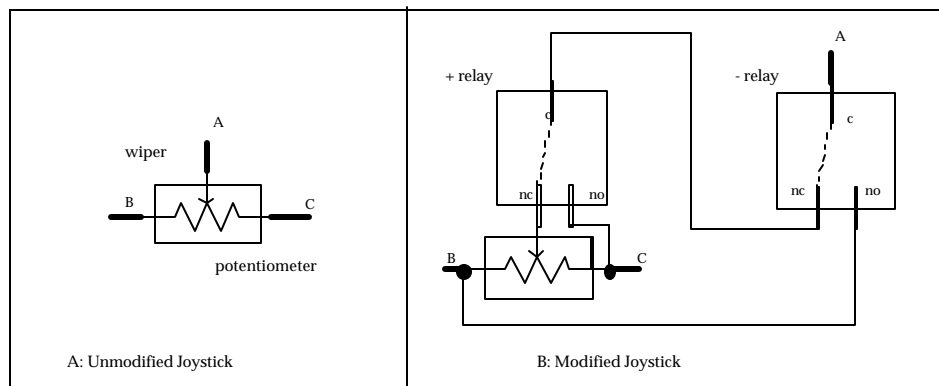 A
wiper
B
C
potentiometer
A: Unmodified Joystick
A
+ relay
- relay
c
c
nc
no
nc
no
B
C
B: Modified Joystick